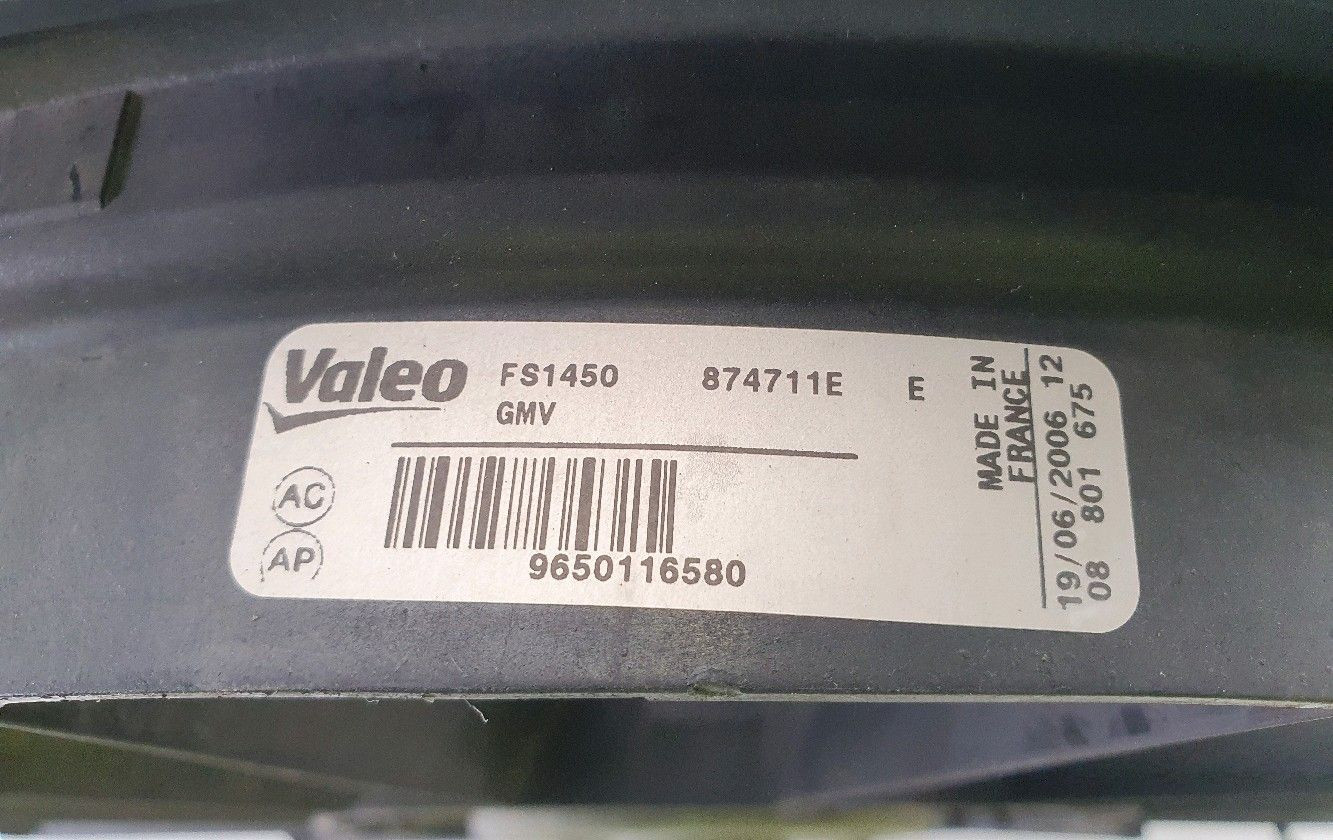 Valeo FS1450 874711E E
GMV
AC
AP
9650116580
MADE IN
FRANCE
19/06/2006 12
08 801 675